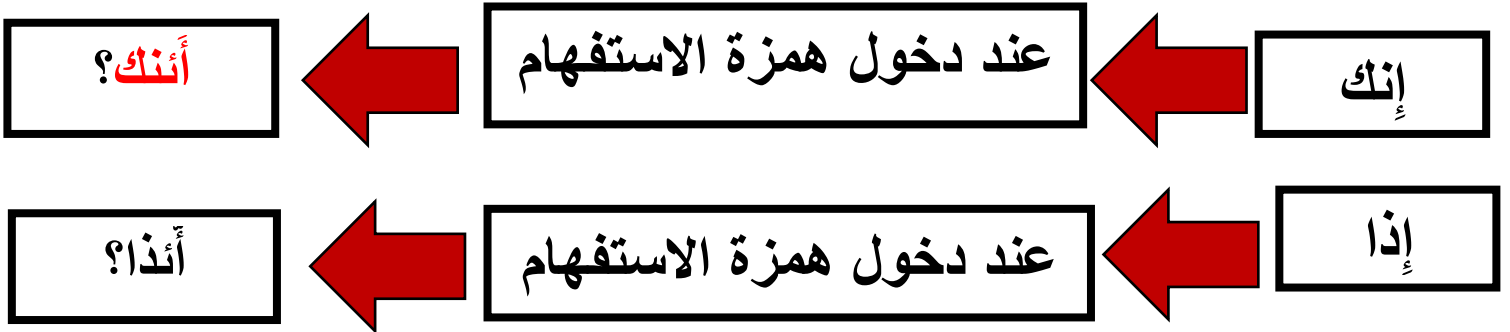 إِنك
عند دخول همزة الاستفهام
أَئنك؟
إِذا
عند دخول همزة الاستفهام
أَّئذا؟